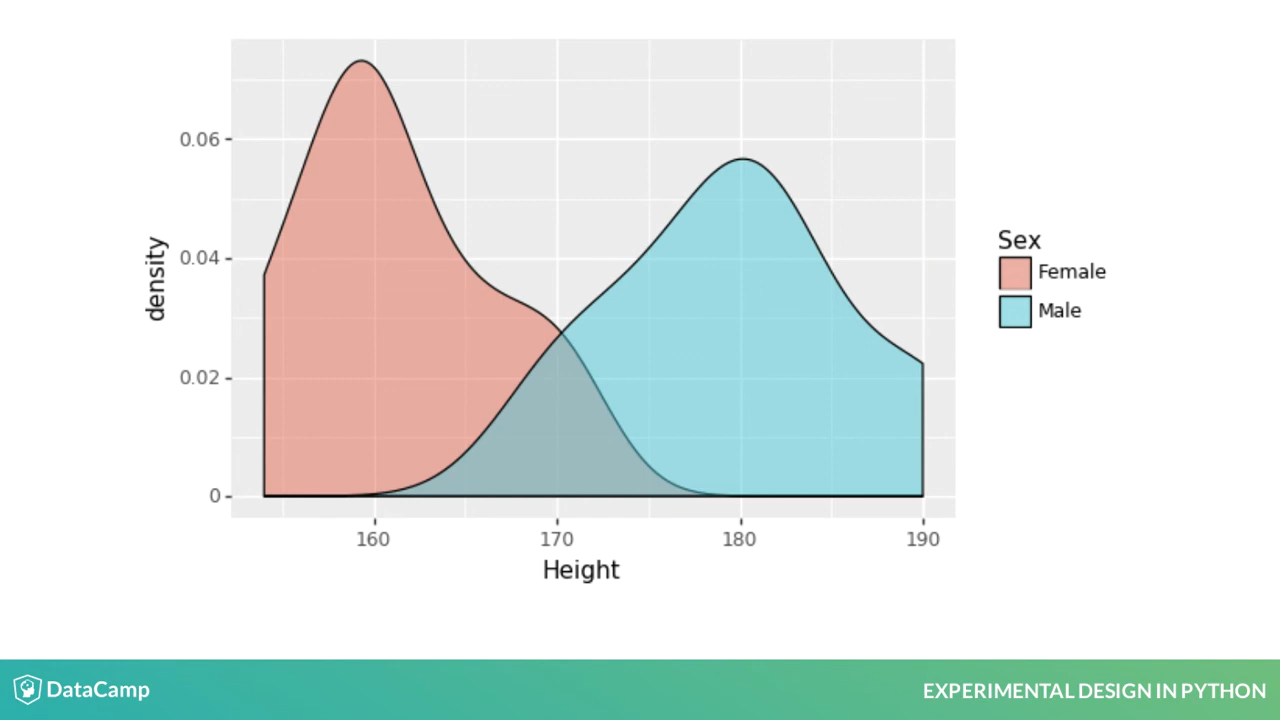 0.06
0.04
0.02
0
density
160 170 180 190
Height
Sex
Female
Male
DataCamp
EXPERIMENTAL DESIGN IN PYTHON